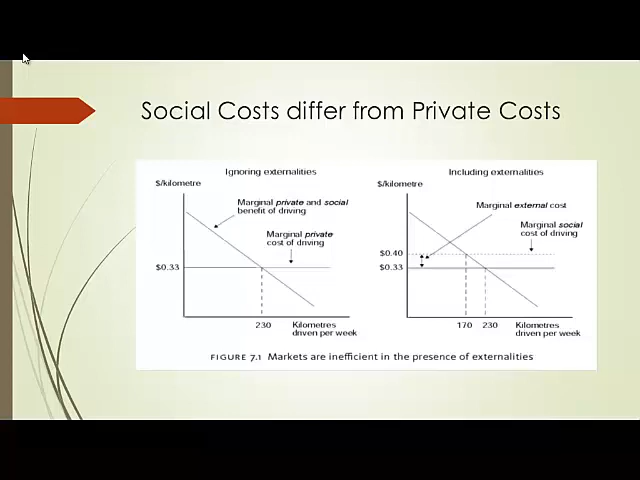 Social Costs differ from Private Costs
Ignoring externalities
$/kilometre
Marginal private and social
benefit of driving
Marginal private
cost of driving
$0.33
230
Kilometres
driven per week
Including externalities
$/kilometre
Marginal external cost
Marginal social
cost of driving
$0.40
$0.33
170
230
Kilometres
driven per week
FIGURE 7.1 Markets are inefficient in the presence of externalities